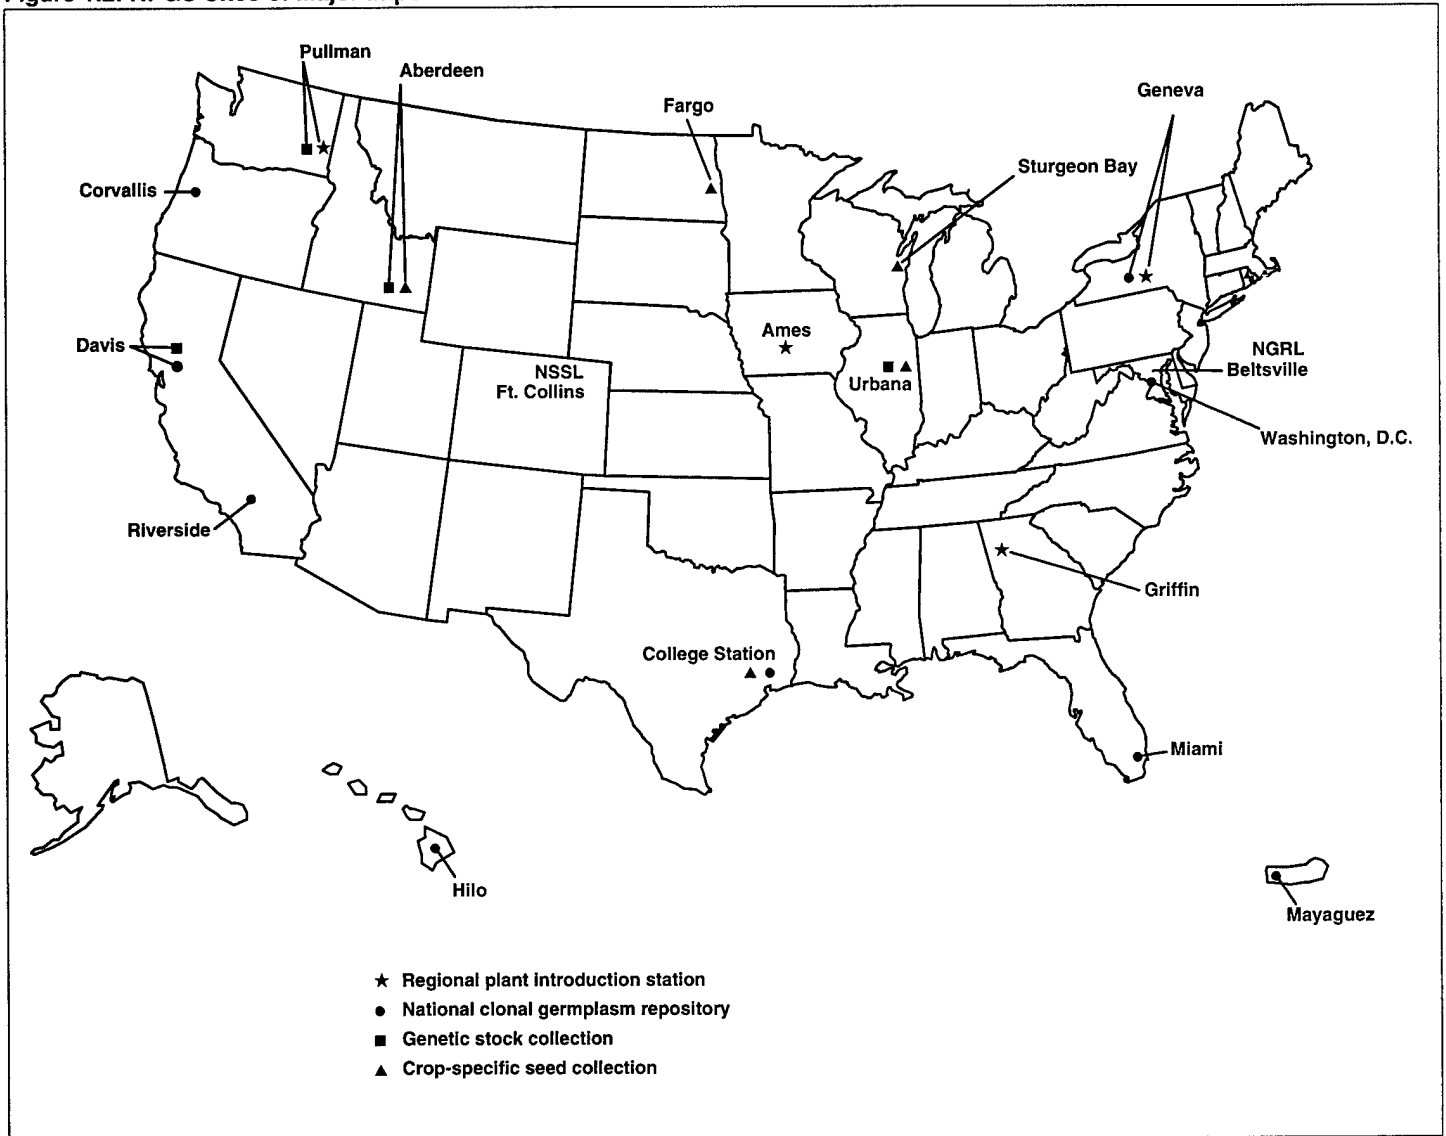 Pullman
Aberdeen
Fargo
Geneva
Sturgeon Bay
Corvallis
Davis
Ames
NSSL
Ft. Collins
Urbana
NGRL
Beltsville
Washington, D.C.
Riverside
Griffin
College Station
Miami
Hilo
Mayaguez
Regional plant introduction station
National clonal germplasm repository
Genetic stock collection
Crop-specific seed collection